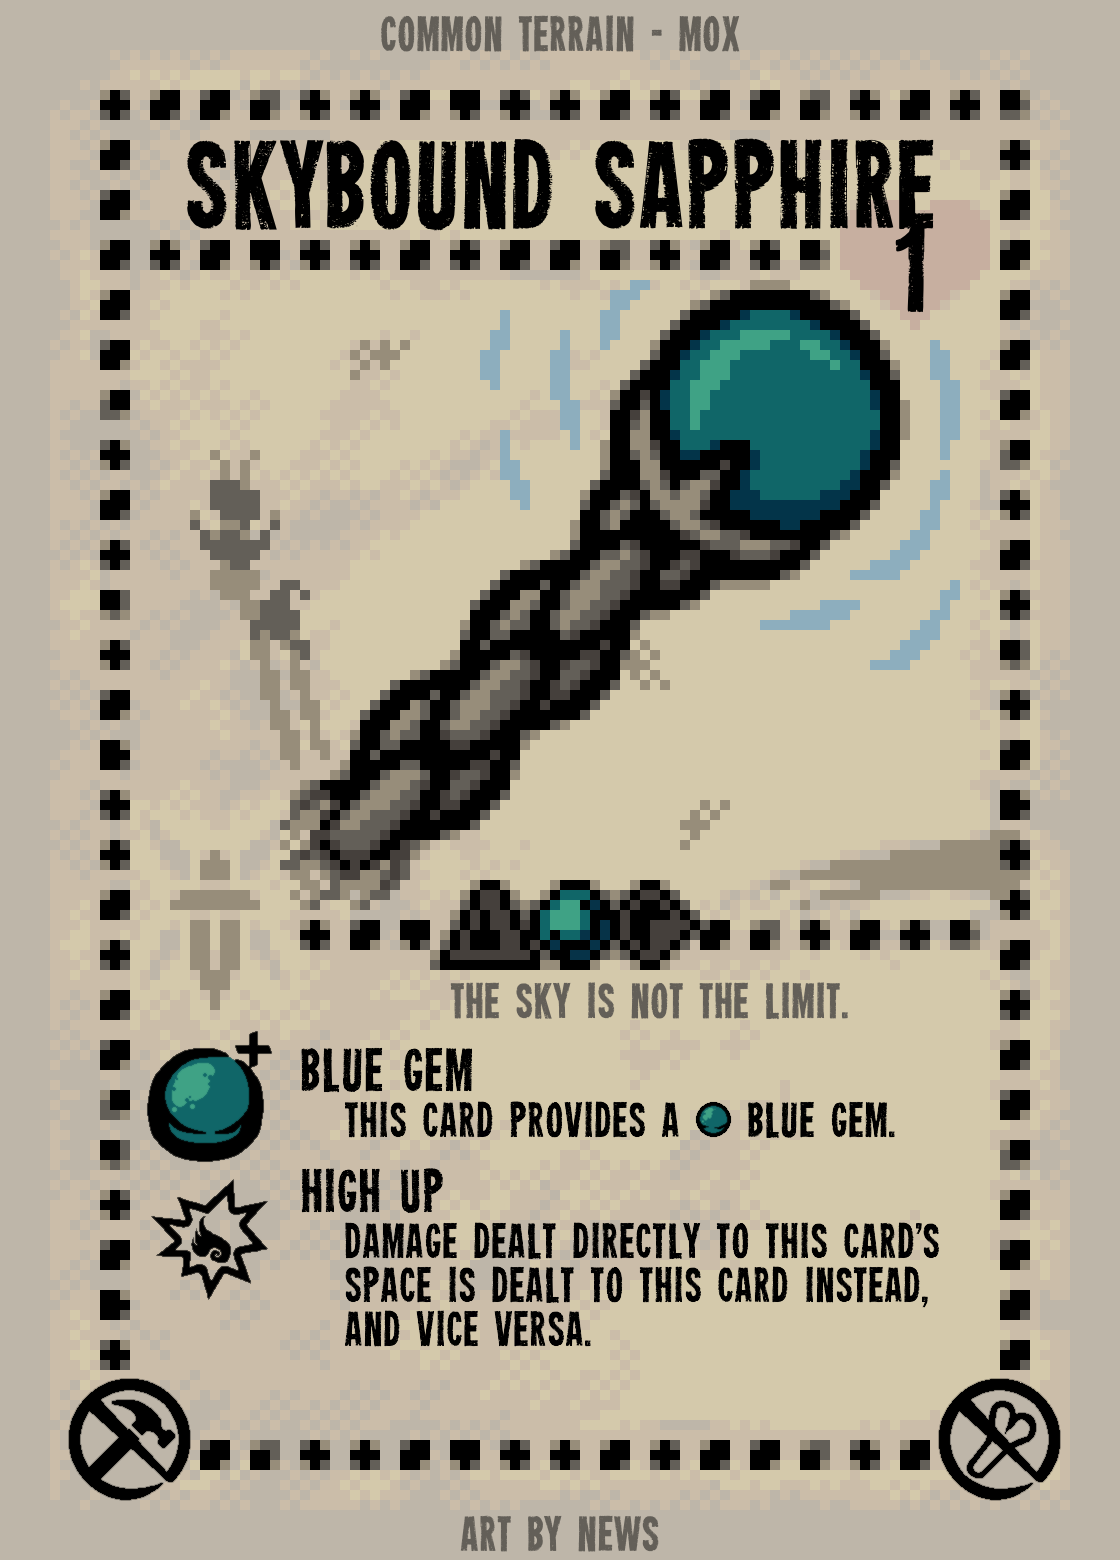 COMMON TERRAIN - MOX
SKYBOUND SAPPHIRE
1
THE SKY IS NOT THE LIMIT.
BLUE GEM
THIS CARD PROVIDES A BLUE GEM.
HIGH UP
DAMAGE DEALT DIRECTLY TO THIS CARD'S
SPACE IS DEALT TO THIS CARD INSTEAD,
AND VICE VERSA.
ART BY NEWS